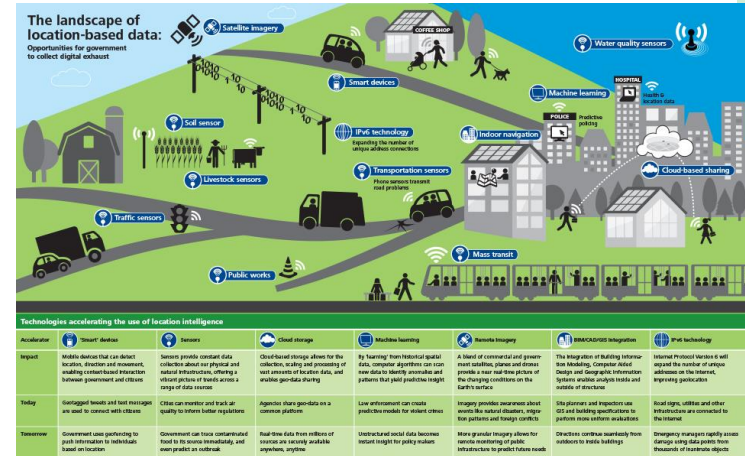 The landscape of
location-based data:
Opportunities for government
to collect digital exhaust
Satellite imagery
COFFEE SHOP
Water quality sensors
Smart devices
HOSPITAL
Machine learning
Health &
location data
POLICE
Predictive
policing
Soil sensor
IPv6 technology
Expanding the number of
unique address connections
Indoor navigation
Transportation sensors
Phone sensors transmit
road problems
Cloud-based sharing
Livestock sensors
Traffic sensors
Mass transit
Public works
Technologies accelerating the use of location intelligence
Accelerator
'Smart' devices
Sensors
Cloud storage
Machine learning
Remote imagery
BIM/CAD/GIS integration
IPv6 technology
Impact
Mobile devices that can detect
location, direction and movement,
enabling context-based interaction
between government and citizens
Sensors provide constant data
collection about our physical and
natural infrastructure, offering a
vibrant picture of trends across a
range of data sources
Cloud-based storage allows for the
collection, scaling and processing of
vast amounts of location data, and
enables geo-data sharing
By 'learning' from historical spatial
data, computer algorithms can scan
new data to identify anomalies and
patterns that yield predictive insight
A blend of commercial and govern-
ment satellites, planes and drones
provide a near real-time picture of
the changing conditions on the
Earth's surface
The integration of Building Informa-
tion Modeling, Computer Aided
Design and Geographic Information
Systems enables analysis inside and
outside of structures
Internet Protocol Version 6 will
expand the number of unique
addresses on the Internet,
improving geolocation
Today
Geotagged tweets and text messages
are used to connect with citizens
Cities can monitor and track air
quality to inform better regulations
Agencies share geo-data on a
common platform
Law enforcement can create
predictive models for violent crimes
Imagery provides awareness about
events like natural disasters, migra-
tion patterns and foreign conflicts
Site planners and inspectors use
GIS and building specifications to
perform more uniform evaluations
Road signs, utilities and other
infrastructure are connected to
the internet
Tomorrow
Government uses geofencing to
push information to individuals
based on location
Government can trace contaminated
food to its source immediately, and
even predict an outbreak
Real-time data from millions of
sources are securely available
anywhere, anytime
Unstructured social data becomes
instant insight for policy makers
More granular imagery allows for
remote monitoring of public
infrastructure to predict future needs
Directions continue seamlessly from
outdoors to inside buildings
Emergency managers rapidly assess
damage using data points from
thousands of inanimate objects